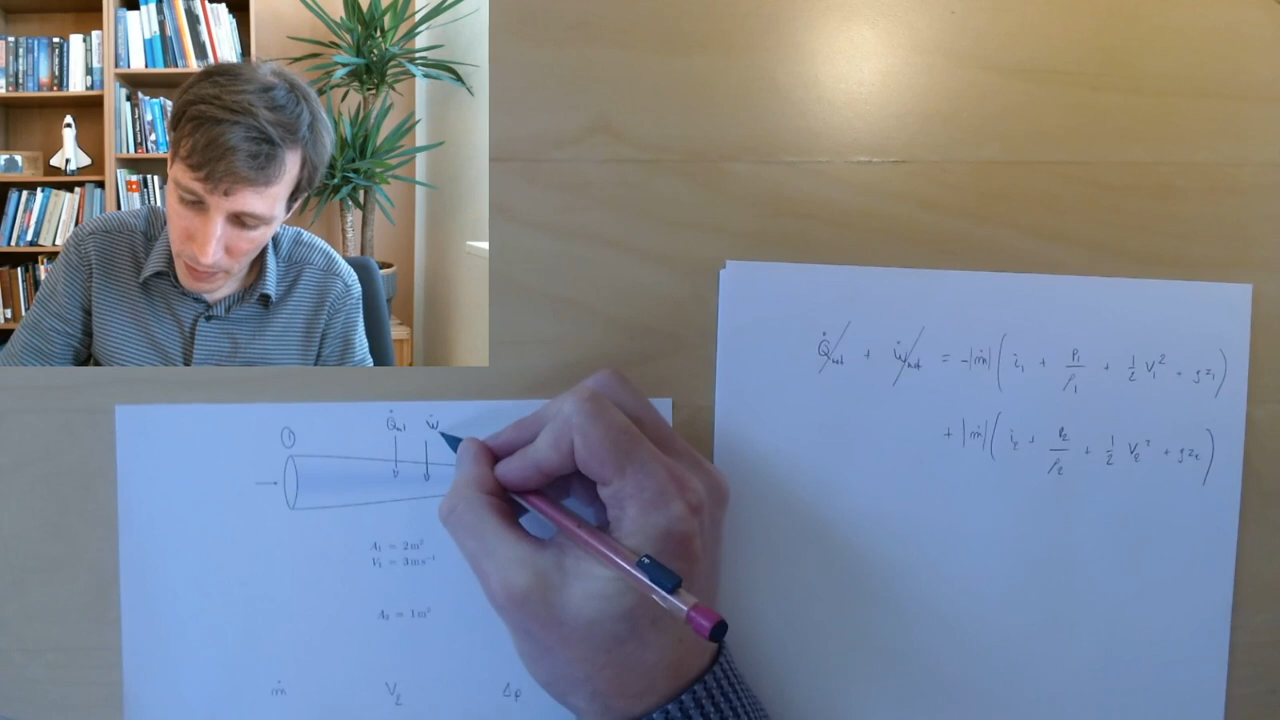 ①
Q̇net Ẇ
A₁ = 2 m²
V₁ = 3 m s⁻¹
A₂ = 1 m²
ṁ V₂ Δp
Q̇net + Ẇnet = -|ṁ| ( i₁ + p₁/ρ₁ + 1/2 V₁² + gz₁ )
+ |ṁ| ( i₂ + p₂/ρ₂ + 1/2 V₂² + gz₂ )